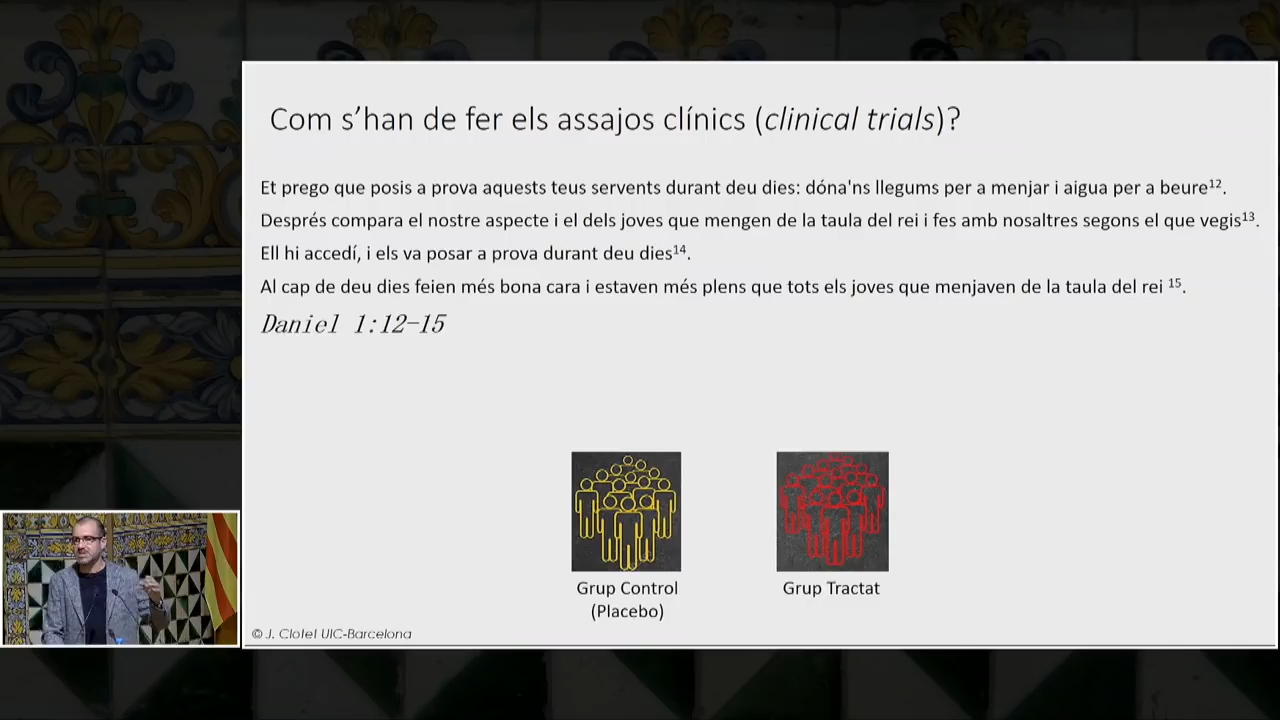 Com s'han de fer els assajos clínics (clinical trials)?
Et prego que posis a prova aquests teus servents durant deu dies: dóna'ns llegums per a menjar i aigua per a beure¹².
Després compara el nostre aspecte i el dels joves que mengen de la taula del rei i fes amb nosaltres segons el que vegis¹³.
Ell hi accedí, i els va posar a prova durant deu dies¹⁴.
Al cap de deu dies feien més bona cara i estaven més plens que tots els joves que menjaven de la taula del rei ¹⁵.
Daniel 1:12-15
Grup Control
(Placebo)
Grup Tractat
© J. Clotet UIC-Barcelona